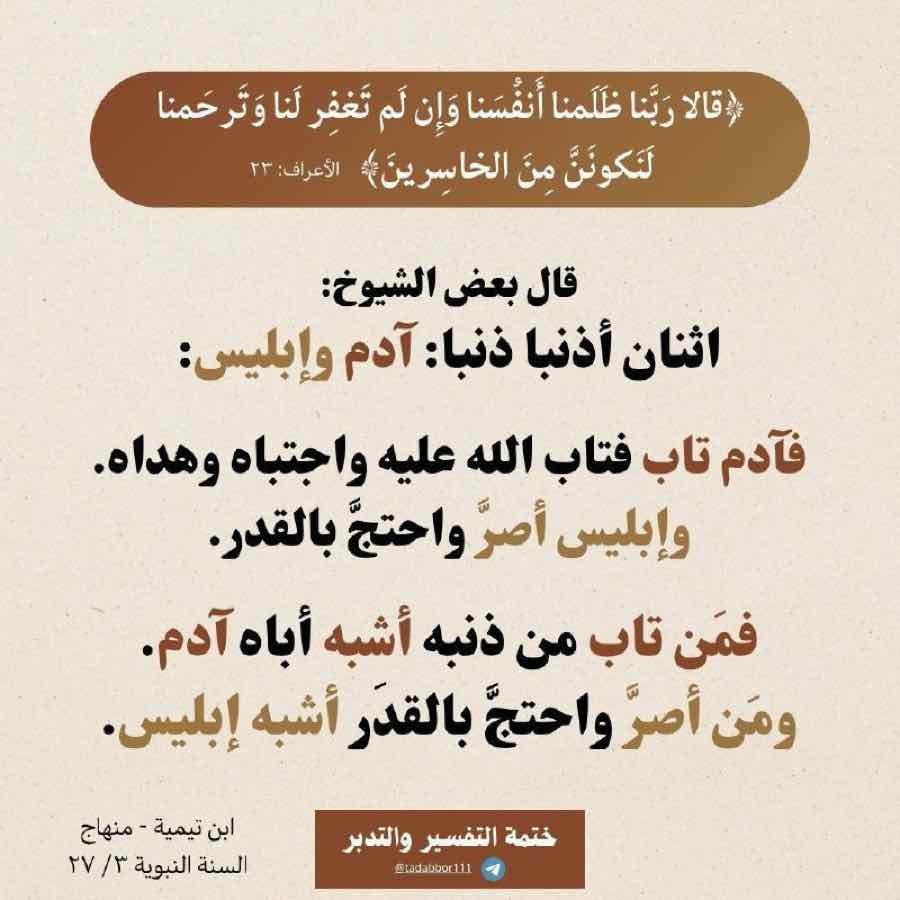 ﴿قالا رَبَّنا ظَلَمنا أَنفُسَنا وَإِن لَم تَغفِر لَنا وَتَرحَمنا
لَنَكونَنَّ مِنَ الخاسِرينَ﴾ الأعراف: ٢٣
قال بعض الشيوخ:
اثنان أذنبا ذنبا: آدم وإبليس:
فآدم تاب فتاب الله عليه واجتباه وهداه.
وإبليس أصرَّ واحتجَّ بالقدر.
فمَن تاب من ذنبه أشبه أباه آدم.
ومَن أصرَّ واحتجَّ بالقدَر أشبه إبليس.
ابن تيمية - منهاج
السنة النبوية ٣/ ٢٧
ختمة التفسير والتدبر
@tadabbor111